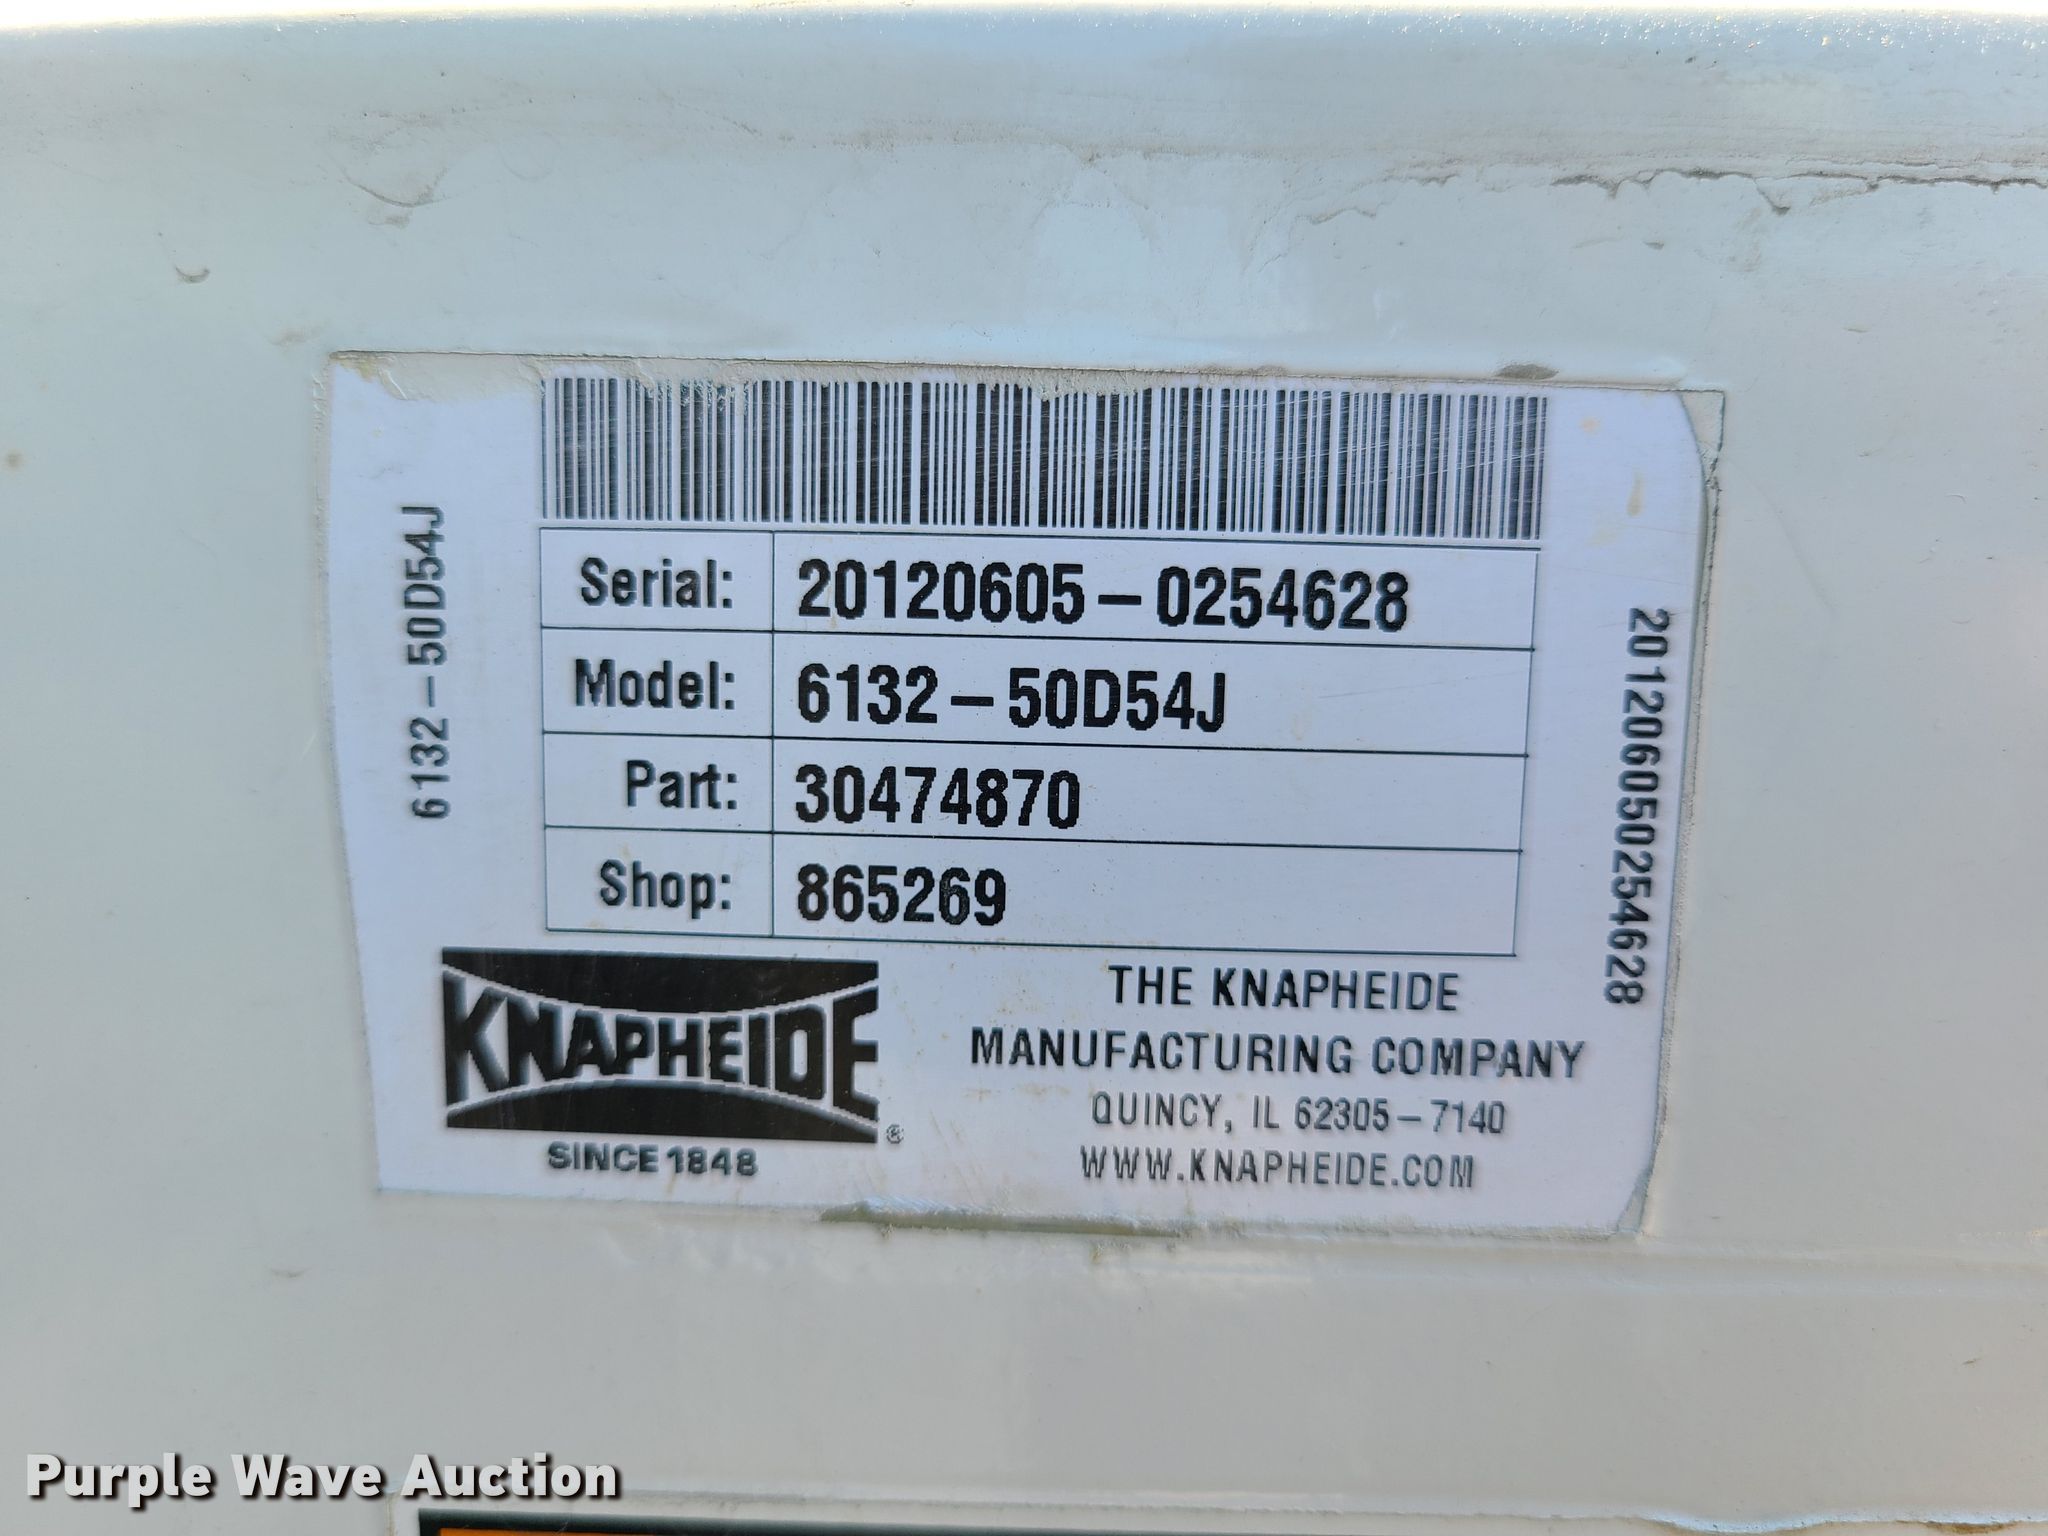 6132-50D54J
Serial: 20120605-0254628
Model: 6132-50D54J
Part: 30474870
Shop: 865269
201206050254628
KNAPHEIDE®
SINCE 1848
THE KNAPHEIDE
MANUFACTURING COMPANY
QUINCY, IL 62305-7140
WWW.KNAPHEIDE.COM
Purple Wave Auction